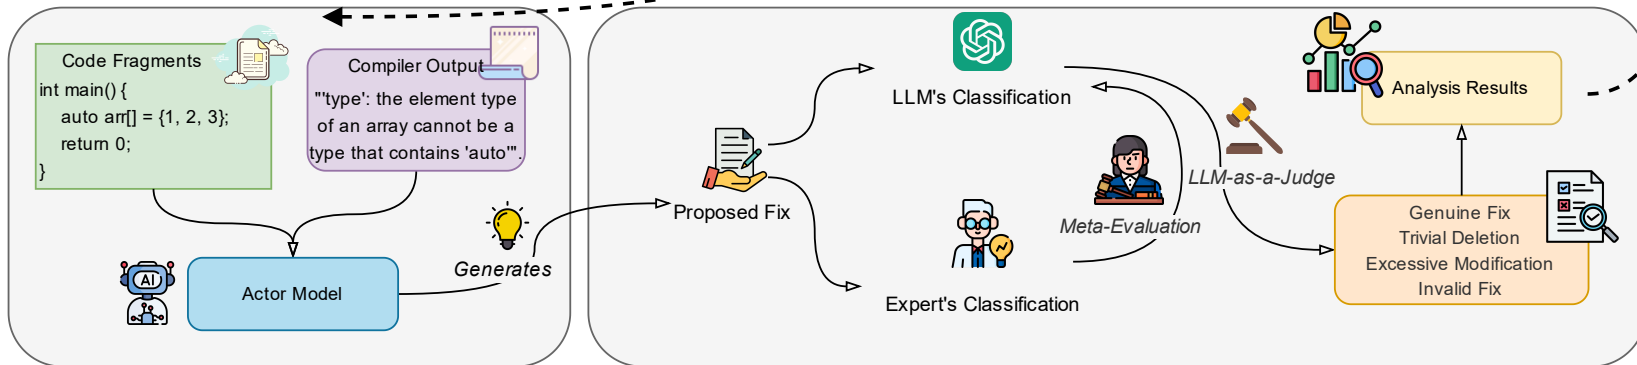 Code Fragments
int main() {
auto arr[] = {1, 2, 3};
return 0;
}
Compiler Output
"'type': the element type
of an array cannot be a
type that contains 'auto'".
AI
Actor Model
Generates
Proposed Fix
LLM's Classification
Expert's Classification
Meta-Evaluation
LLM-as-a-Judge
Analysis Results
Genuine Fix
Trivial Deletion
Excessive Modification
Invalid Fix